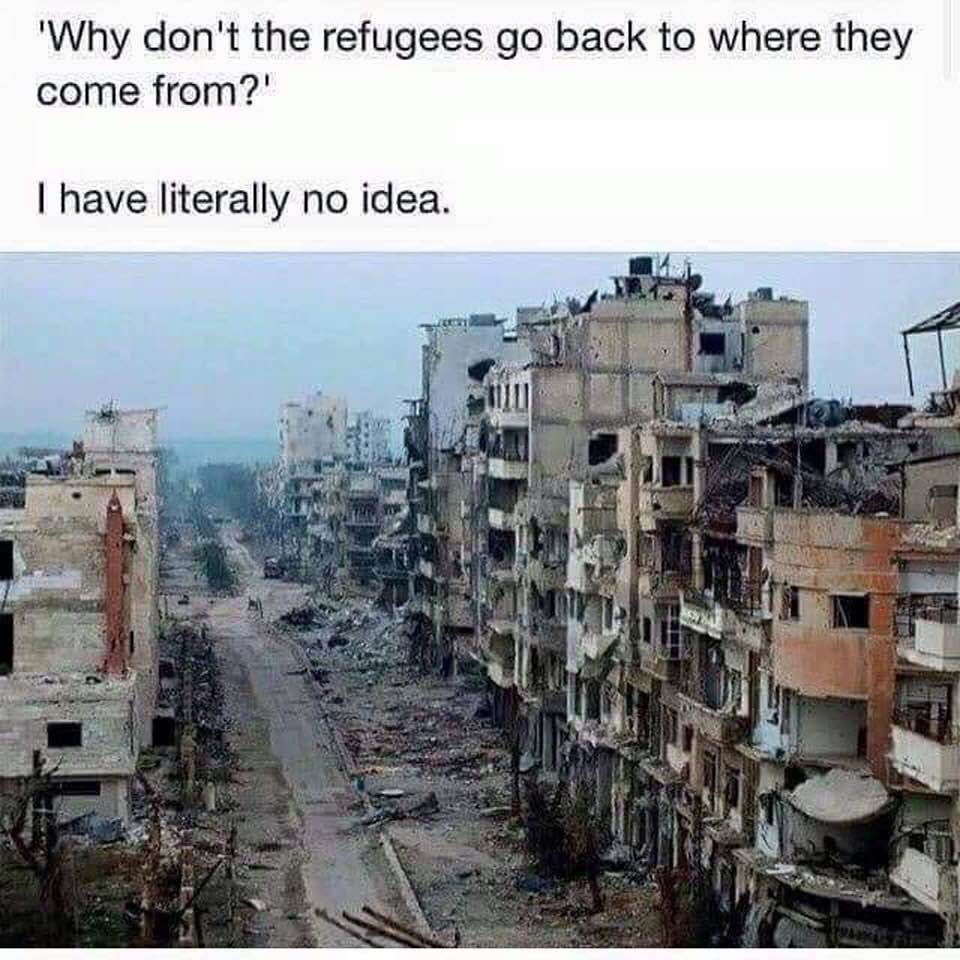 'Why don't the refugees go back to where they
come from?'
I have literally no idea.